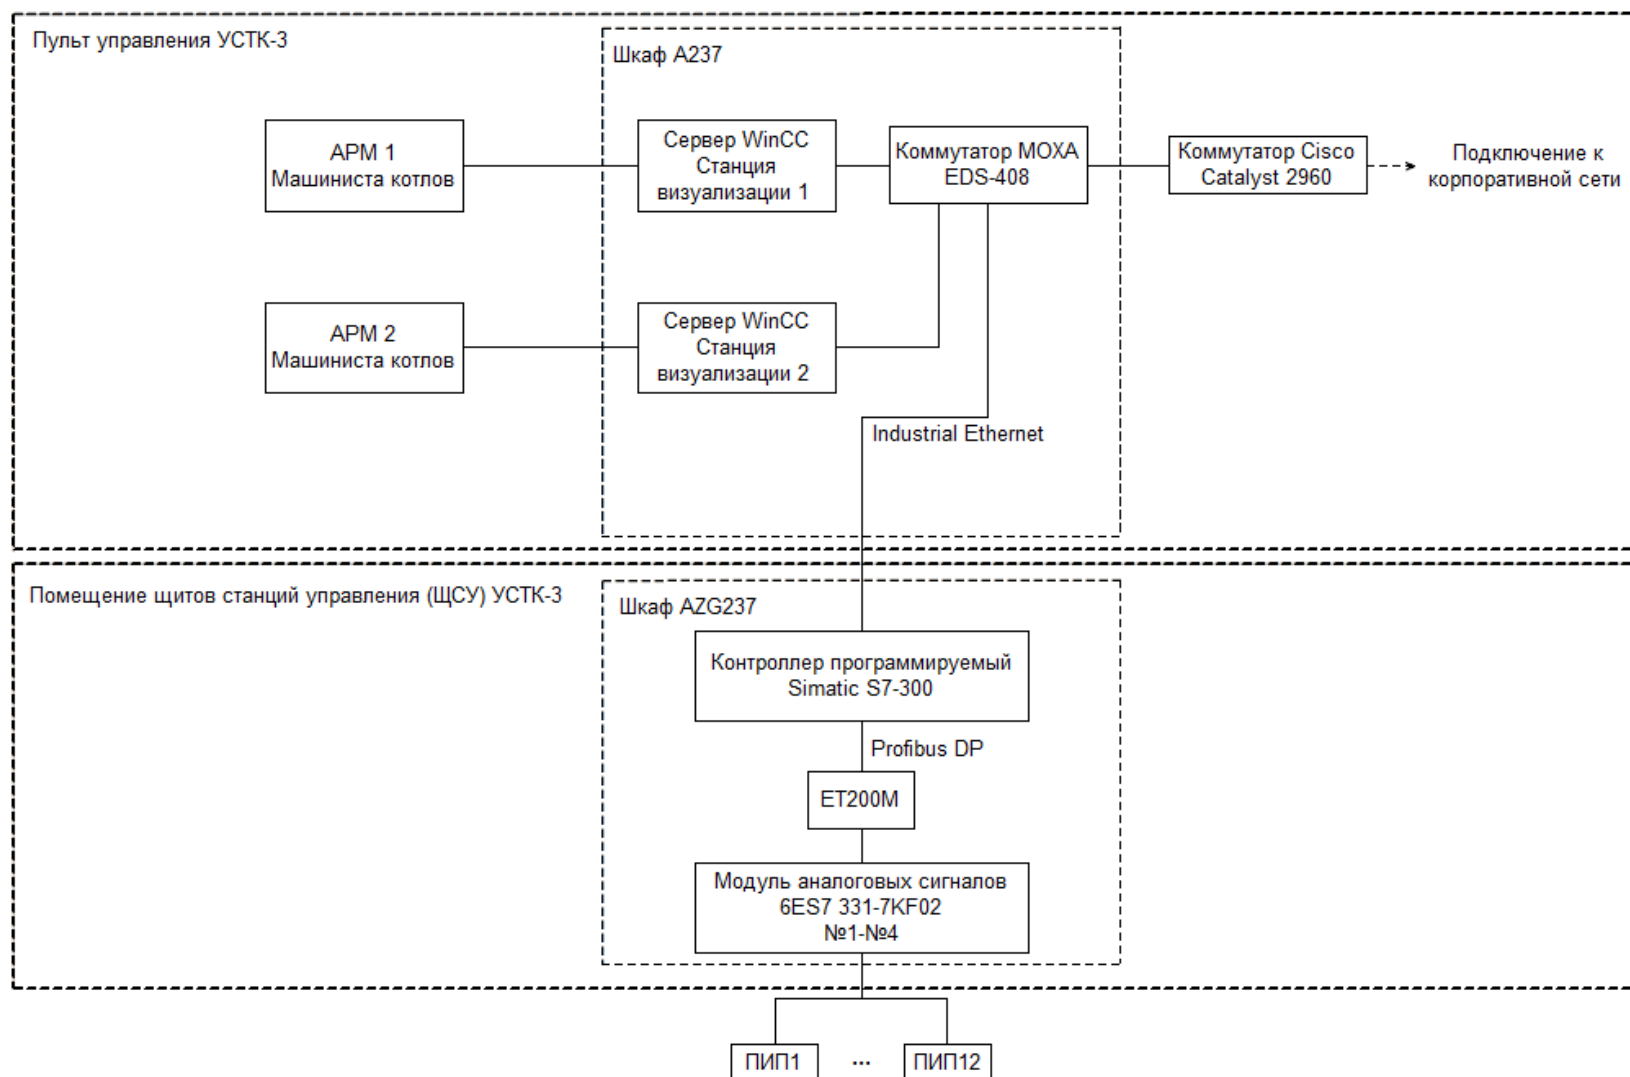 Пульт управления УСТК-3
Шкаф А237
АРМ 1
Машиниста котлов
Сервер WinCC
Станция
визуализации 1
Коммутатор MOXA
EDS-408
Коммутатор Cisco
Catalyst 2960
Подключение к
корпоративной сети
АРМ 2
Машиниста котлов
Сервер WinCC
Станция
визуализации 2
Industrial Ethernet
Помещение щитов станций управления (ЩСУ) УСТК-3
Шкаф AZG237
Контроллер программируемый
Simatic S7-300
Profibus DP
ET200M
Модуль аналоговых сигналов
6ES7 331-7KF02
№1-№4
ПИП1
...
ПИП12